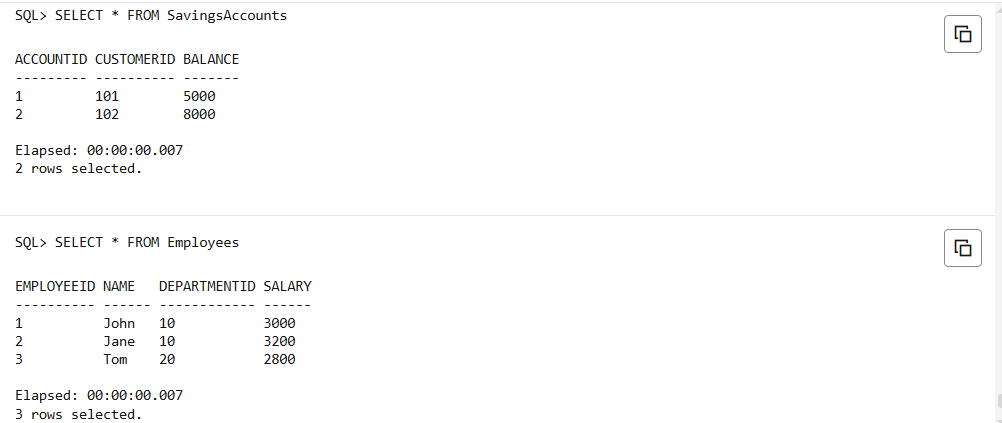 SQL> SELECT * FROM SavingsAccounts
ACCOUNTID CUSTOMERID BALANCE
--------- ---------- -------
1         101        5000
2         102        8000
Elapsed: 00:00:00.007
2 rows selected.
SQL> SELECT * FROM Employees
EMPLOYEEID NAME   DEPARTMENTID SALARY
---------- ------ ------------ ------
1          John   10           3000
2          Jane   10           3200
3          Tom    20           2800
Elapsed: 00:00:00.007
3 rows selected.